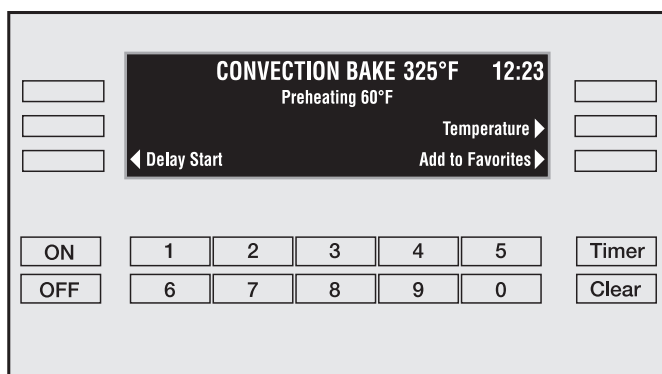 CONVECTION BAKE 325°F 12:23
Preheating 60°F
Temperature
Delay Start Add to Favorites
ON 1 2 3 4 5 Timer
OFF 6 7 8 9 0 Clear